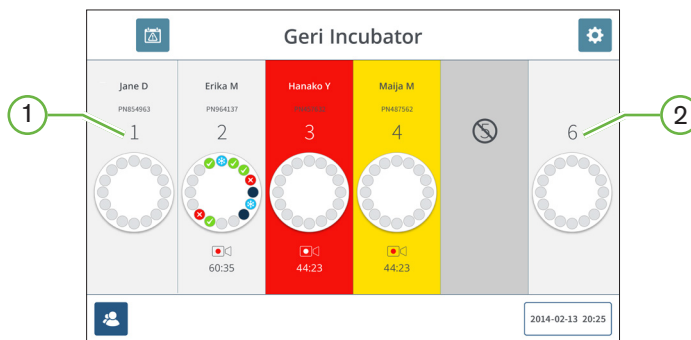 Geri Incubator
Jane D
PN854963
1
Erika M
PN964137
2
60:35
Hanako Y
3
44:23
Maija M
PN487562
4
44:23
5
6
1
2
2014-02-13 20:25